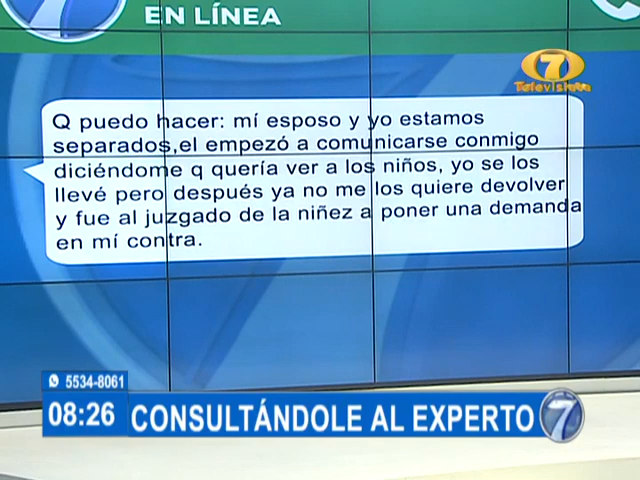 7
EN LÍNEA
7
Televisiete
Q puedo hacer: mí esposo y yo estamos
separados,el empezó a comunicarse conmigo
diciéndome q quería ver a los niños, yo se los
llevé pero después ya no me los quiere devolver
y fue al juzgado de la niñez a poner una demanda
en mí contra.
5534-8061
08:26 CONSULTÁNDOLE AL EXPERTO 7